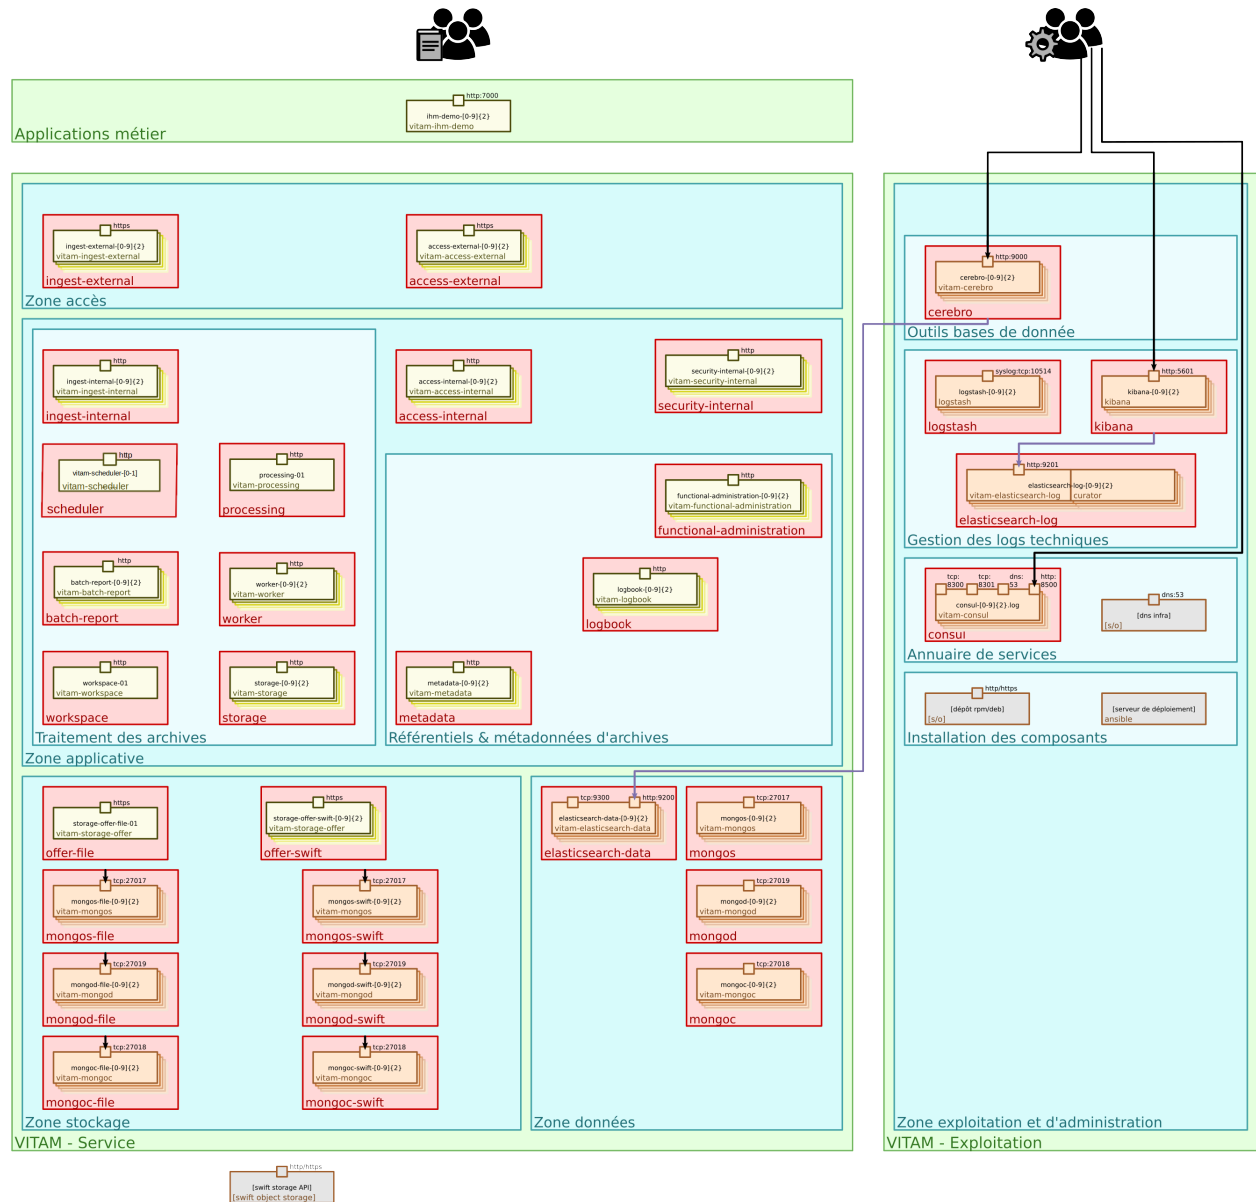 http:7000
ihm-demo-[0-9]{2}
vitam-ihm-demo
Applications métier
https
ingest-external-[0-9]{2}
vitam-ingest-external
ingest-external
https
access-external-[0-9]{2}
vitam-access-external
access-external
Zone accès
http
ingest-internal-[0-9]{2}
vitam-ingest-internal
ingest-internal
http
access-internal-[0-9]{2}
vitam-access-internal
access-internal
http
security-internal-[0-9]{2}
vitam-security-internal
security-internal
http
vitam-scheduler-[0-1]
vitam-scheduler
scheduler
http
processing-01
vitam-processing
processing
http
functional-administration-[0-9]{2}
vitam-functional-administration
functional-administration
http
batch-report-[0-9]{2}
vitam-batch-report
batch-report
http
worker-[0-9]{2}
vitam-worker
worker
http
logbook-[0-9]{2}
vitam-logbook
logbook
http
workspace-01
vitam-workspace
workspace
http
storage-[0-9]{2}
vitam-storage
storage
http
metadata-[0-9]{2}
vitam-metadata
metadata
Traitement des archives
Référentiels & métadonnées d'archives
Zone applicative
https
storage-offer-file-01
vitam-storage-offer
offer-file
https
storage-offer-swift-[0-9]{2}
vitam-storage-offer
offer-swift
tcp:27017
mongos-file-[0-9]{2}
vitam-mongos
mongos-file
tcp:27017
mongos-swift-[0-9]{2}
vitam-mongos
mongos-swift
tcp:27019
mongod-file-[0-9]{2}
vitam-mongod
mongod-file
tcp:27019
mongod-swift-[0-9]{2}
vitam-mongod
mongod-swift
tcp:27018
mongoc-file-[0-9]{2}
vitam-mongoc
mongoc-file
tcp:27018
mongoc-swift-[0-9]{2}
vitam-mongoc
mongoc-swift
Zone stockage
tcp:9300
http:9200
elasticsearch-data-[0-9]{2}
vitam-elasticsearch-data
elasticsearch-data
tcp:27017
mongos-[0-9]{2}
vitam-mongos
mongos
tcp:27019
mongod-[0-9]{2}
vitam-mongod
mongod
tcp:27018
mongoc-[0-9]{2}
vitam-mongoc
mongoc
Zone données
VITAM - Service
http/https
[swift storage API]
[swift object storage]
http:9000
cerebro-[0-9]{2}
vitam-cerebro
cerebro
Outils bases de donnée
syslog:tcp:10514
logstash-[0-9]{2}
logstash
logstash
http:5601
kibana-[0-9]{2}
kibana
kibana
http:9201
elasticsearch-log-[0-9]{2}
vitam-elasticsearch-log
curator
elasticsearch-log
Gestion des logs techniques
tcp:
8300
tcp:
8301
dns:
53
http:
8500
consul-[0-9]{2}.log
vitam-consul
consul
dns:53
[dns infra]
[s/o]
Annuaire de services
http/https
[dépôt rpm/deb]
[s/o]
[serveur de déploiement]
ansible
Installation des composants
Zone exploitation et d'administration
VITAM - Exploitation